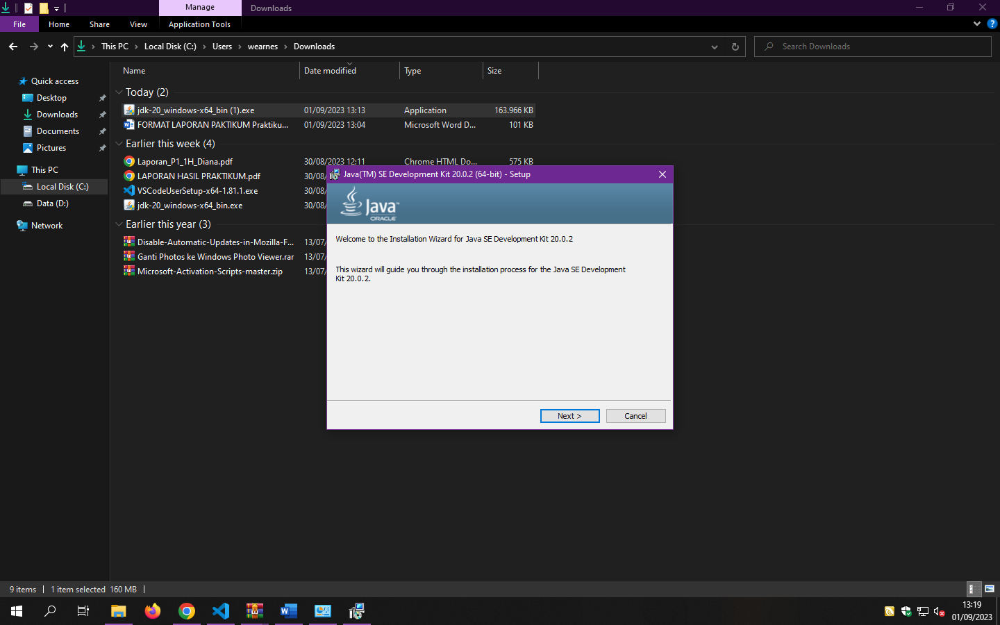 Manage
Downloads
File
Home
Share
View
Application Tools
This PC
Local Disk (C:)
Users
wearnes
Downloads
Search Downloads
Name
Date modified
Type
Size
Quick access
Desktop
Downloads
Documents
Pictures
This PC
Local Disk (C:)
Data (D:)
Network
Today (2)
jdk-20_windows-x64_bin (1).exe 01/09/2023 13:13 Application 163.966 KB
FORMAT LAPORAN PAKTIKUM Praktiku... 01/09/2023 13:04 Microsoft Word D... 101 KB
Earlier this week (4)
Laporan_P1_1H_Diana.pdf 30/08/2023 12:11 Chrome HTML Do... 575 KB
LAPORAN HASIL PRAKTIKUM.pdf 30/08
VSCodeUserSetup-x64-1.81.1.exe 30/08
jdk-20_windows-x64_bin.exe 30/08
Earlier this year (3)
Disable-Automatic-Updates-in-Mozilla-F... 13/07
Ganti Photos ke Windows Photo Viewer.rar 13/07
Microsoft-Activation-Scripts-master.zip 13/07
Java(TM) SE Development Kit 20.0.2 (64-bit) - Setup
Java™
ORACLE
Welcome to the Installation Wizard for Java SE Development Kit 20.0.2
This wizard will guide you through the installation process for the Java SE Development
Kit 20.0.2.
Next >
Cancel
9 items
1 item selected 160 MB
13:19
01/09/2023